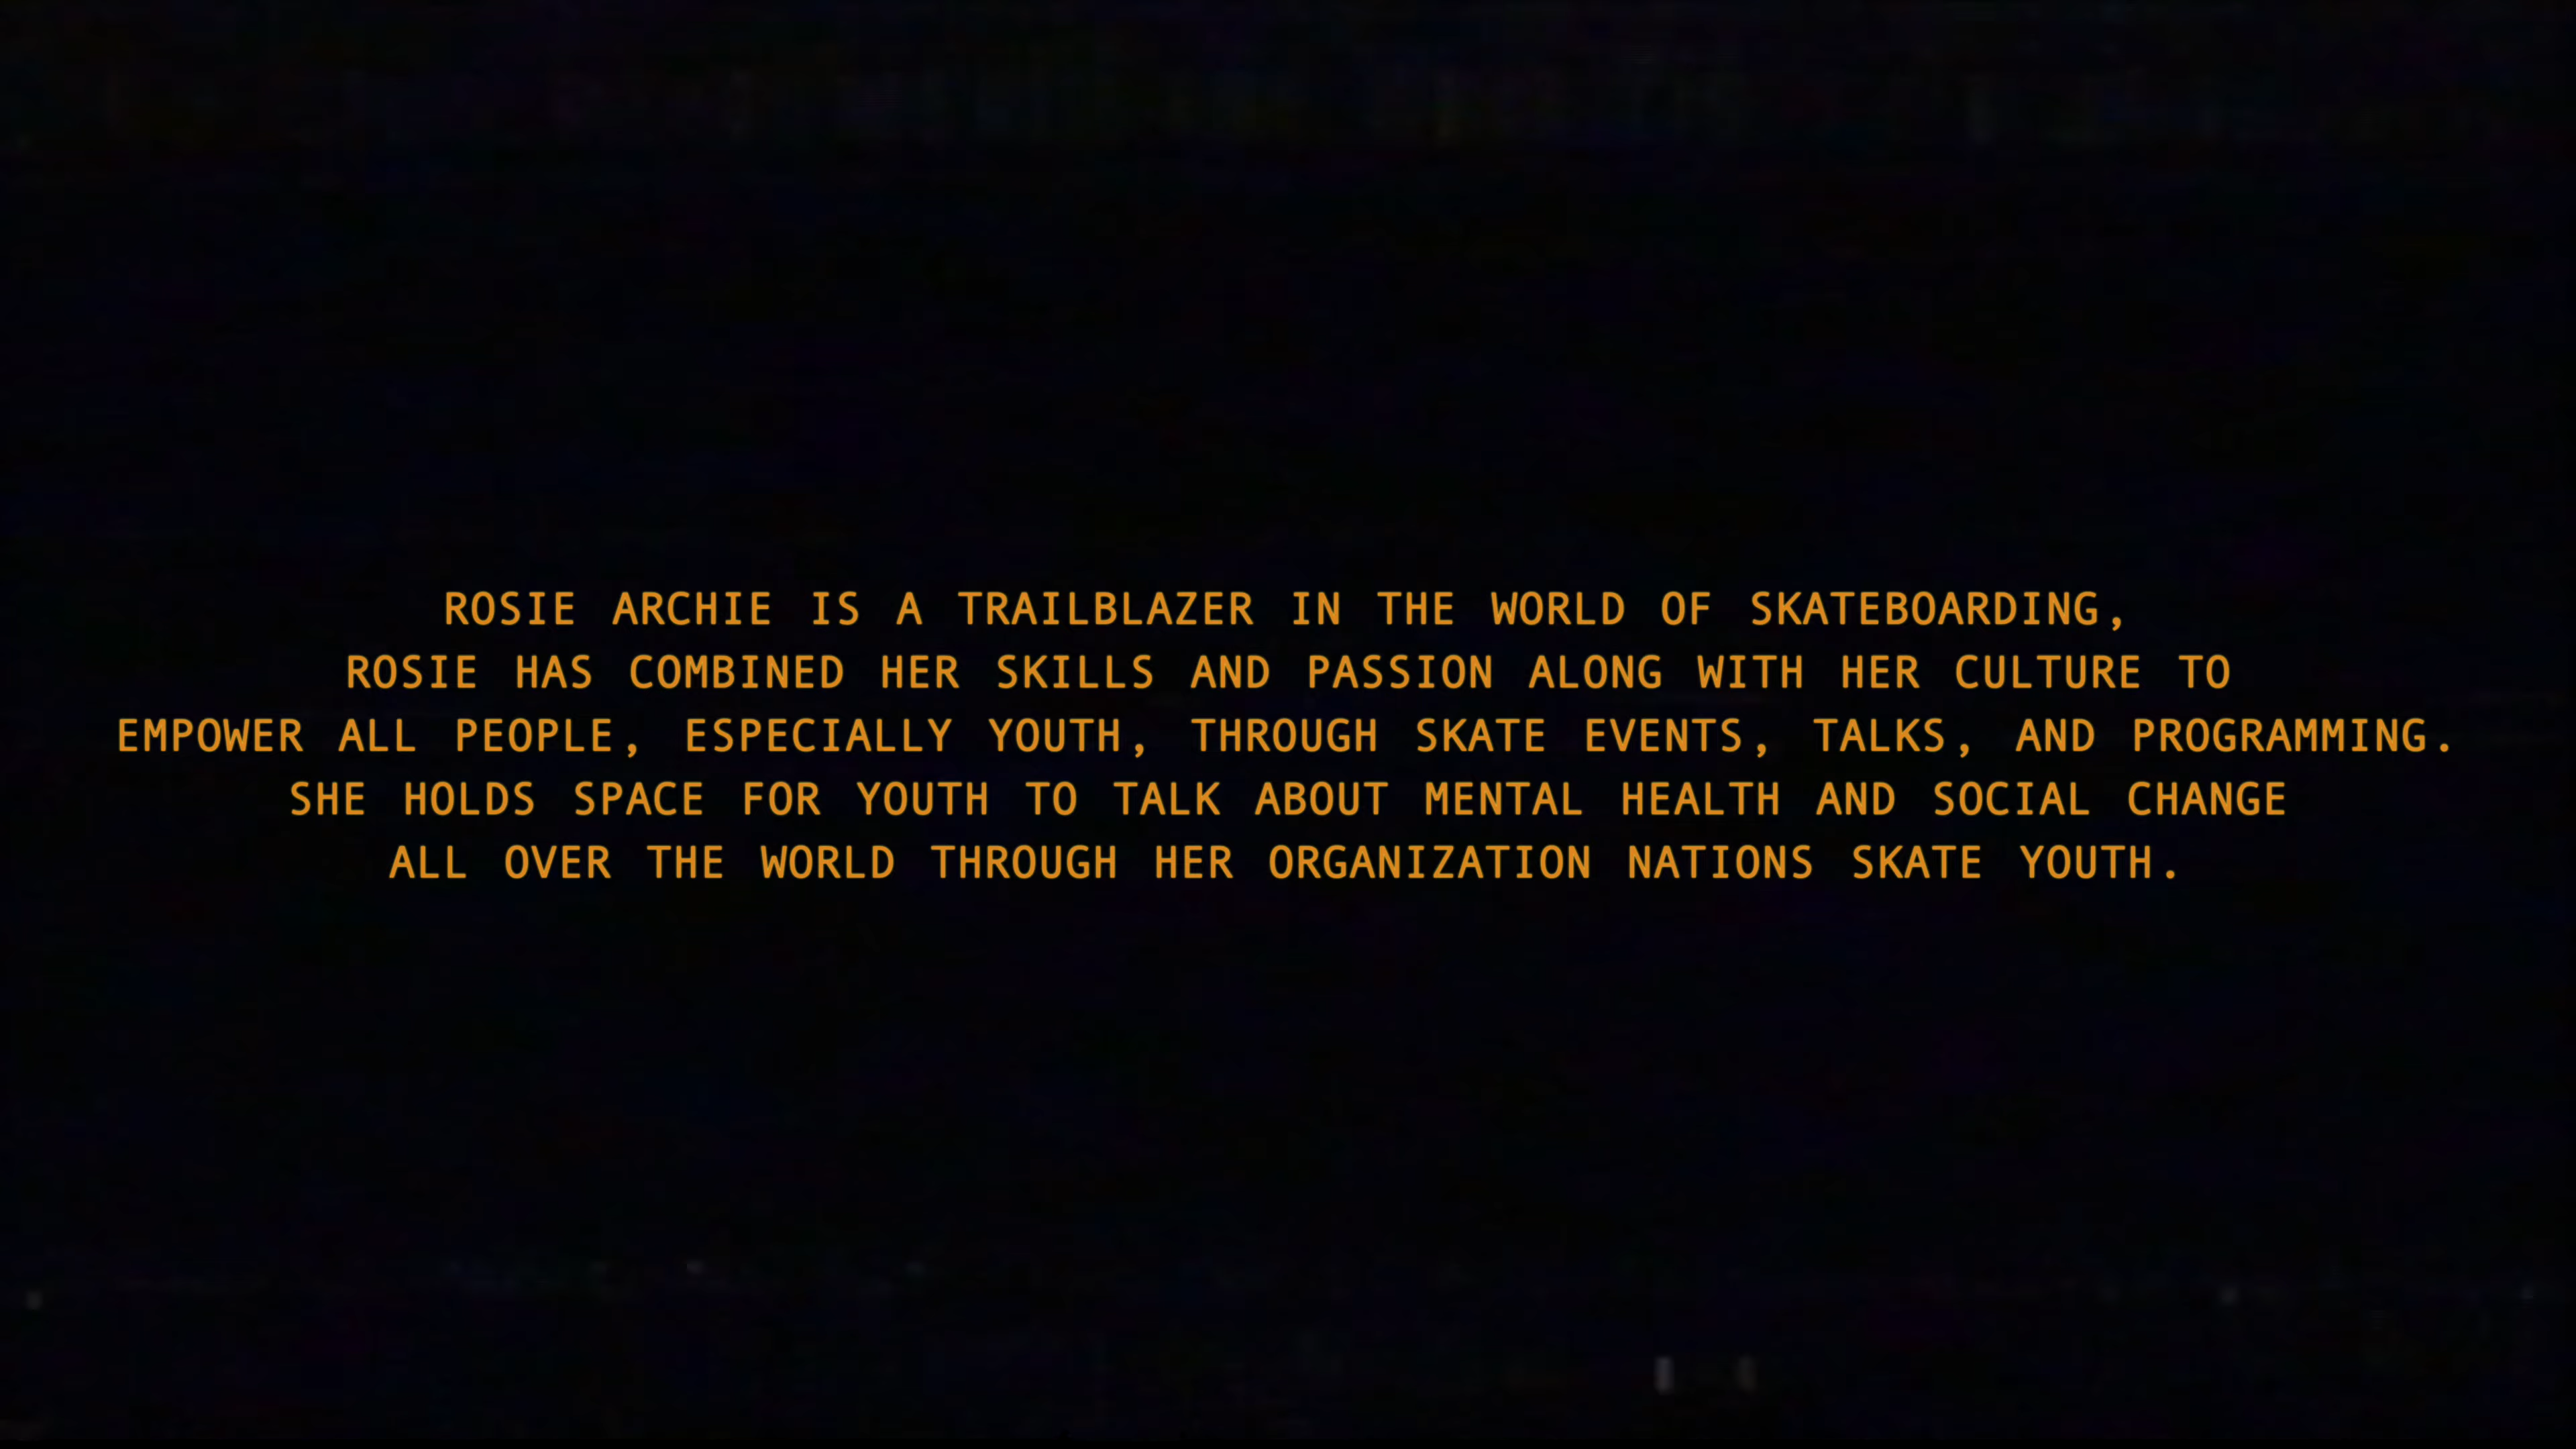 ROSIE ARCHIE IS A TRAILBLAZER IN THE WORLD OF SKATEBOARDING,
ROSIE HAS COMBINED HER SKILLS AND PASSION ALONG WITH HER CULTURE TO
EMPOWER ALL PEOPLE, ESPECIALLY YOUTH, THROUGH SKATE EVENTS, TALKS, AND PROGRAMMING.
SHE HOLDS SPACE FOR YOUTH TO TALK ABOUT MENTAL HEALTH AND SOCIAL CHANGE
ALL OVER THE WORLD THROUGH HER ORGANIZATION NATIONS SKATE YOUTH.